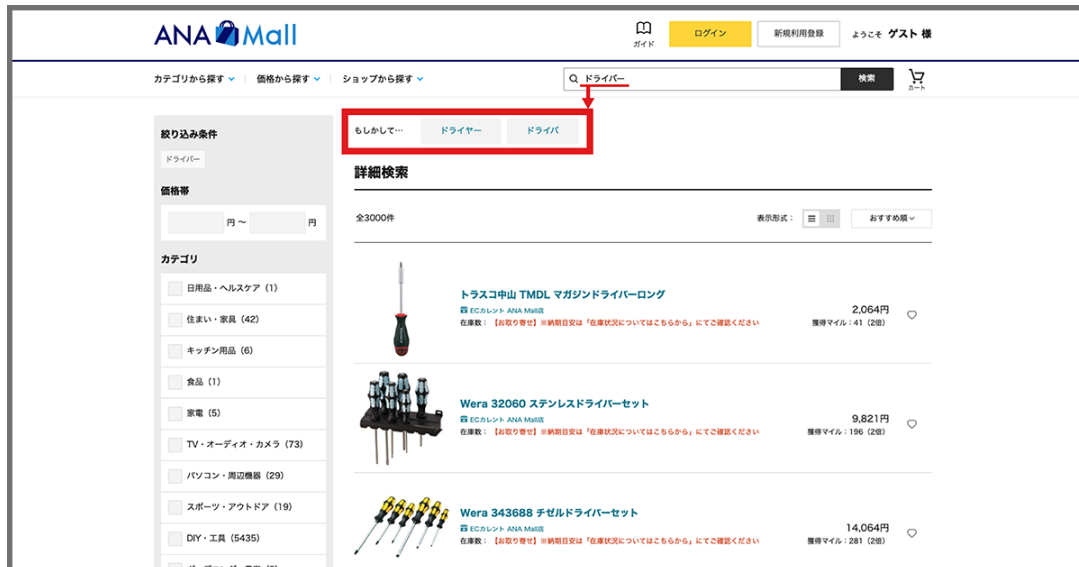 ANA Mall
ガイド
ログイン
新規利用登録
ようこそ ゲスト 様
カテゴリから探す
価格から探す
ショップから探す
ドライバー
検索
カート
絞り込み条件
ドライバー
価格帯
円 ～ 円
カテゴリ
日用品・ヘルスケア（1）
住まい・家具（42）
キッチン用品（6）
食品（1）
家電（5）
TV・オーディオ・カメラ（73）
パソコン・周辺機器（29）
スポーツ・アウトドア（19）
DIY・工具（5435）
もしかして… ドライヤー ドライバ
詳細検索
全3000件
表示形式：
おすすめ順
トラスコ中山 TMDL マガジンドライバーロング
ECカレント ANA Mall店
在庫数：【お取り寄せ】※納期目安は「在庫状況についてはこちらから」にてご確認ください
2,064円
獲得マイル：41（2倍）
Wera 32060 ステンレスドライバーセット
ECカレント ANA Mall店
在庫数：【お取り寄せ】※納期目安は「在庫状況についてはこちらから」にてご確認ください
9,821円
獲得マイル：196（2倍）
Wera 343688 チゼルドライバーセット
ECカレント ANA Mall店
在庫数：【お取り寄せ】※納期目安は「在庫状況についてはこちらから」にてご確認ください
14,064円
獲得マイル：281（2倍）